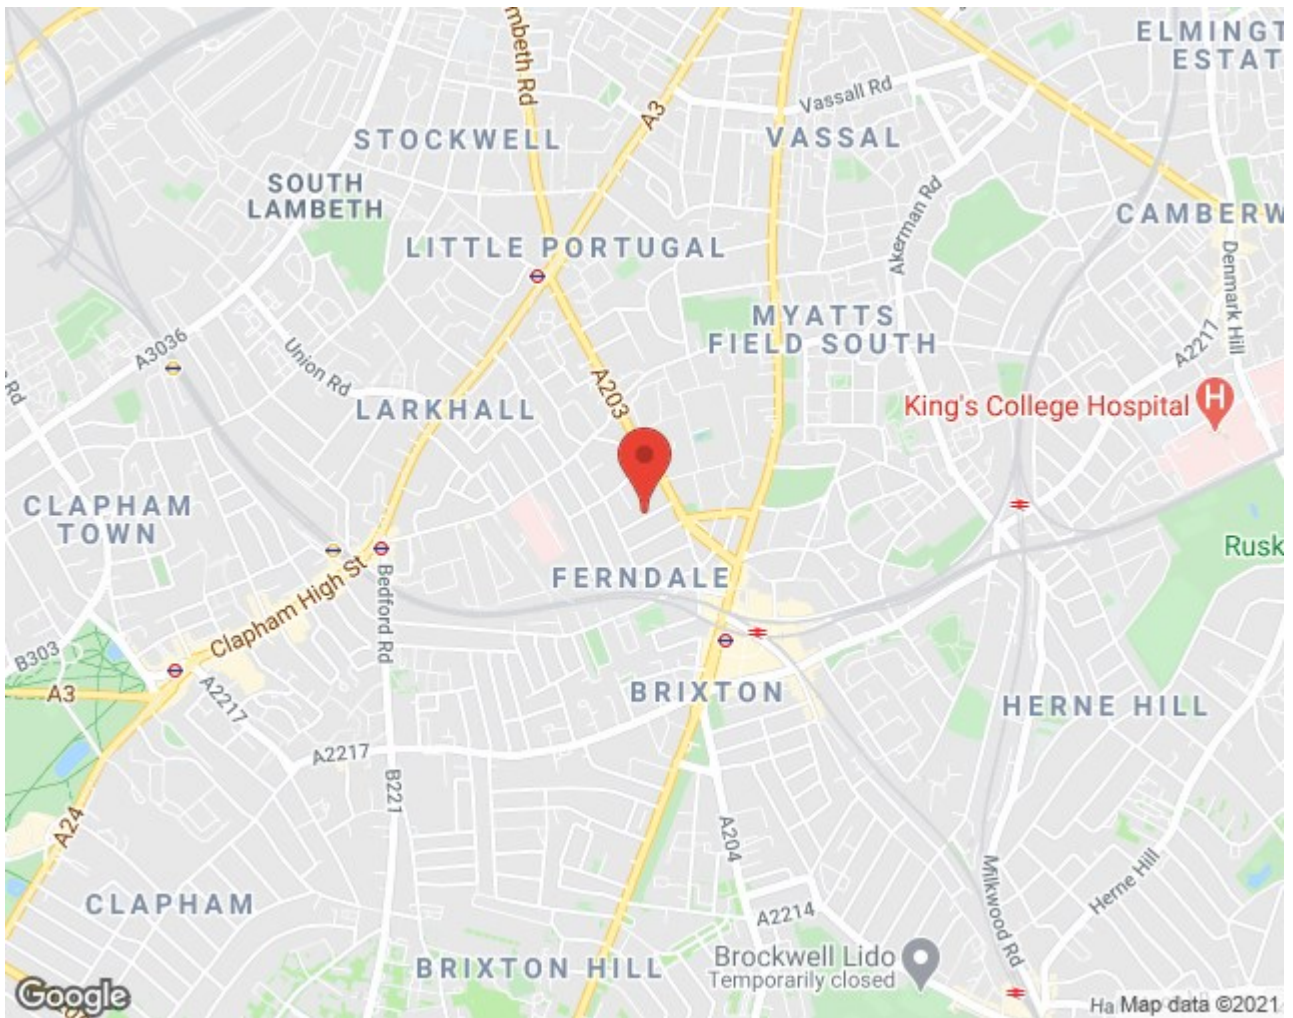 mbeth Rd
A3
Vassall Rd
ELMINGT
ESTAT
STOCKWELL
VASSAL
SOUTH
LAMBETH
Akerman Rd
CAMBERW
LITTLE PORTUGAL
Denmark Hill
MYATTS
FIELD SOUTH
A3036
Union Rd
A2217
Rd
A203
LARKHALL
King's College Hospital
H
CLAPHAM
TOWN
Rusk
FERNDALE
Clapham High St
Bedford Rd
B303
A3
A2217
BRIXTON
HERNE HILL
A2217
B221
A24
A204
Milkwood Rd
Herne Hill
CLAPHAM
A2214
BRIXTON HILL
Brockwell Lido
Temporarily closed
Google
Ha
Map data ©2021